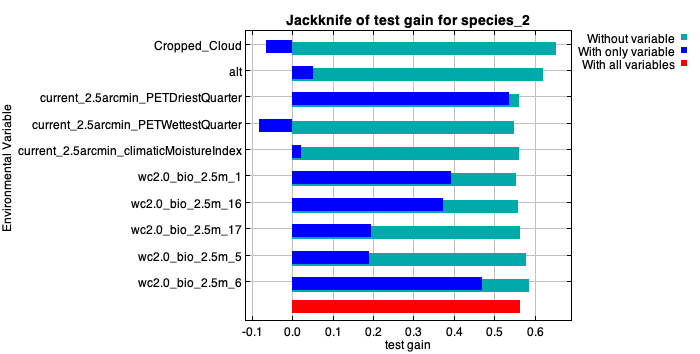 Jackknife of test gain for species_2
Without variable
With only variable
With all variables
Environmental Variable
Cropped_Cloud
alt
current_2.5arcmin_PETDriestQuarter
current_2.5arcmin_PETWettestQuarter
current_2.5arcmin_climaticMoistureIndex
wc2.0_bio_2.5m_1
wc2.0_bio_2.5m_16
wc2.0_bio_2.5m_17
wc2.0_bio_2.5m_5
wc2.0_bio_2.5m_6
-0.1 0.0 0.1 0.2 0.3 0.4 0.5 0.6
test gain